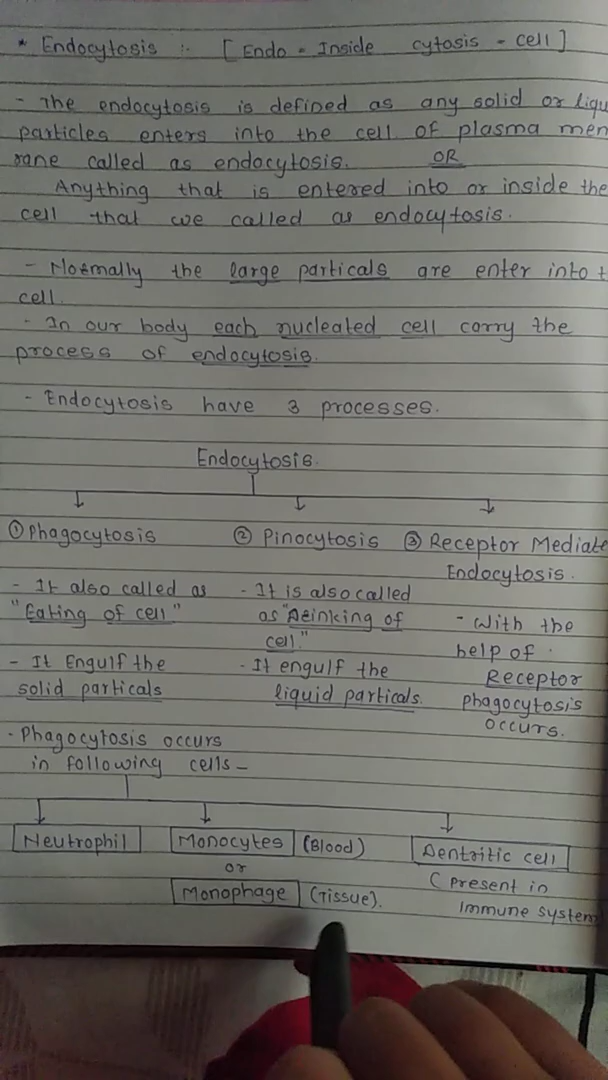 * Endocytosis :- [Endo - Inside cytosis - cell]
- The endocytosis is defined as any solid or liqu
particles enters into the cell of plasma mem
rane called as endocytosis. OR
Anything that is entered into or inside the
cell that we called as endocytosis.
- Normally the large particals are enter into t
cell.
- In our body each nucleated cell carry the
process of endocytosis.
- Endocytosis have 3 processes.
Endocytosis.
① Phagocytosis ② Pinocytosis ③ Receptor Mediate
Endocytosis.
- It also called as
"Eating of cell"
- It Engulf the
solid particals
- It is also called
as "Drinking of
cell."
- It engulf the
liquid particals.
- With the
help of
Receptor
phagocytosis
occurs.
- Phagocytosis occurs
in following cells -
Neutrophil Monocytes (Blood) Dentritic cell
or
Monophage (Tissue).
(Present in
Immune system